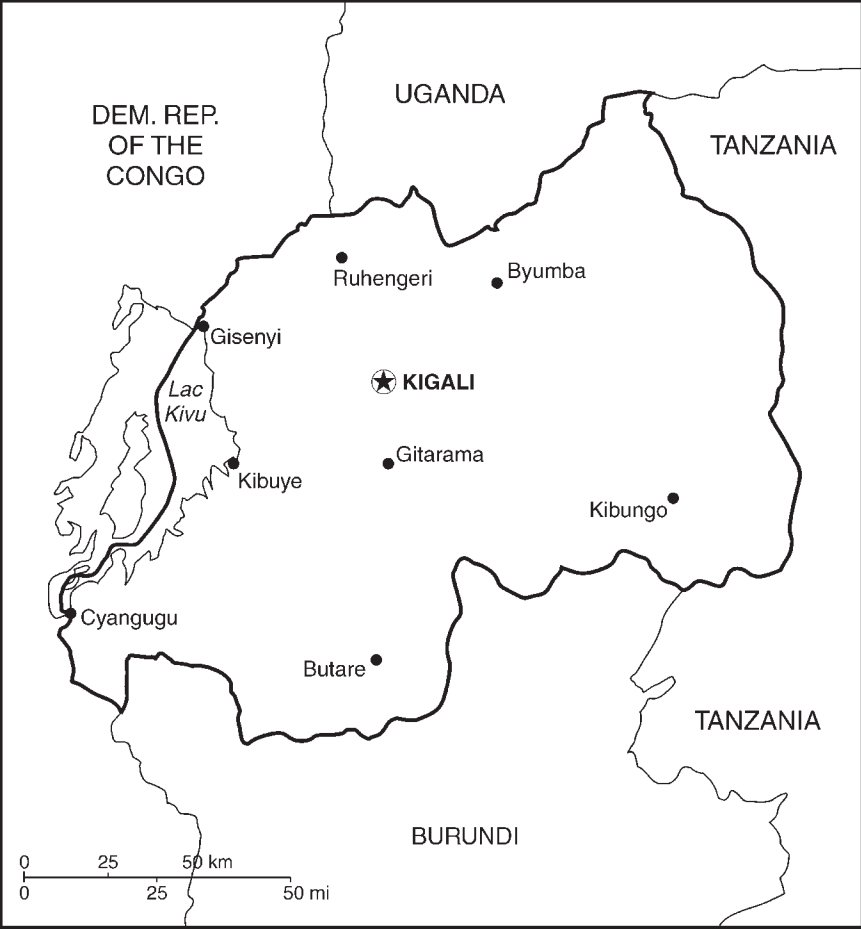 UGANDA
DEM. REP.
OF THE
CONGO
TANZANIA
Ruhengeri
Byumba
Gisenyi
Lac
Kivu
KIGALI
Gitarama
Kibuye
Kibungo
Cyangugu
Butare
TANZANIA
BURUNDI
0 25 50 km
0 25 50 mi